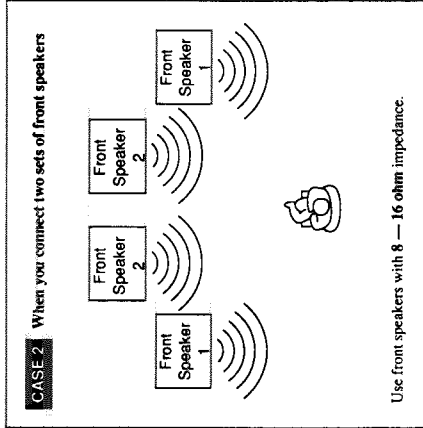 CASE 2 When you connect two sets of front speakers
Front
Speaker
1
Front
Speaker
2
Front
Speaker
2
Front
Speaker
1
Use front speakers with 8 — 16 ohm impedance.